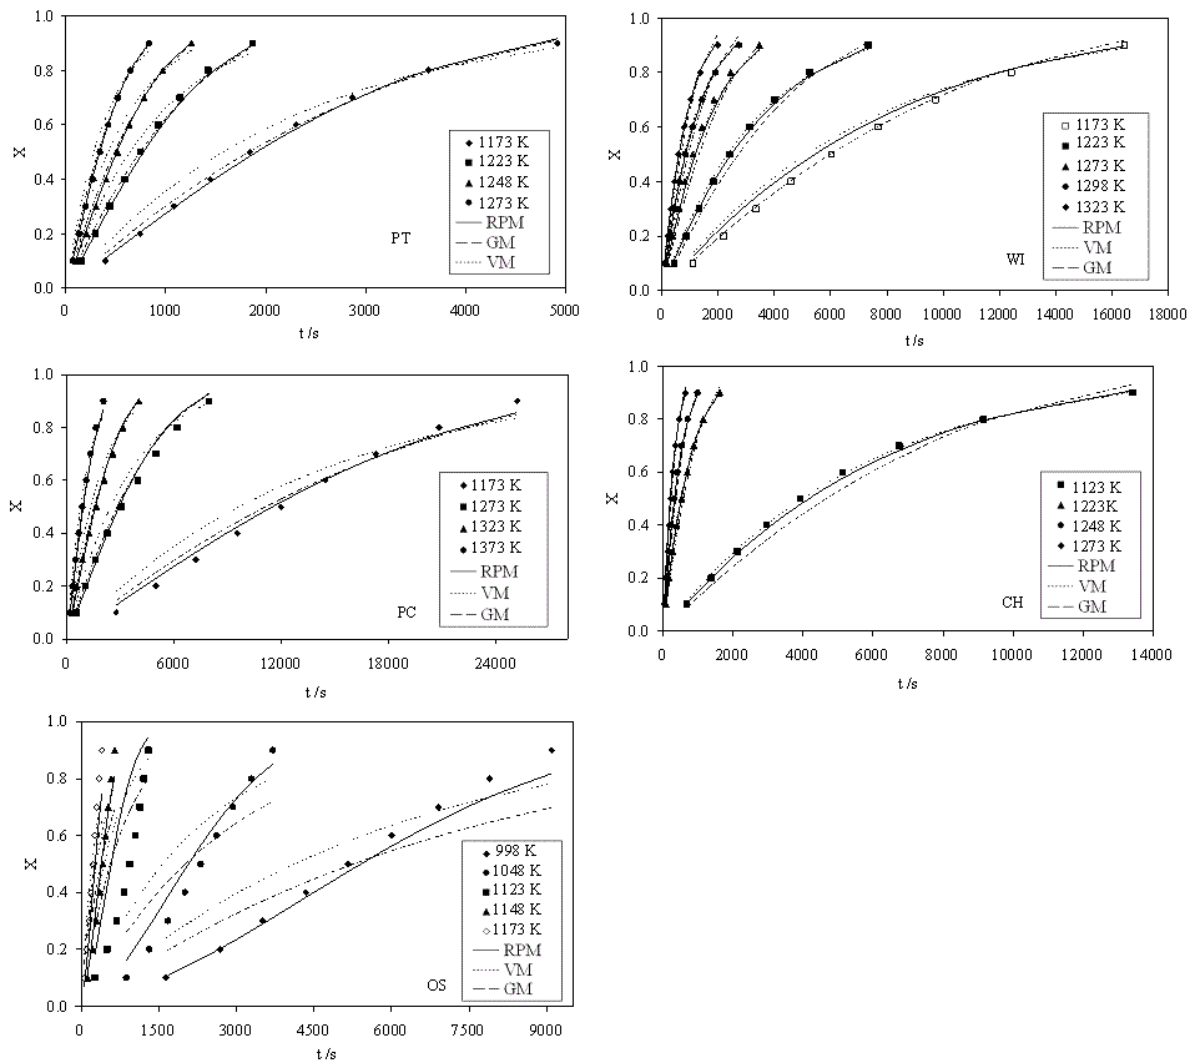 1.0
0.8
0.6
0.4
0.2
0.0
X
1173 K
1223 K
1248 K
1273 K
RPM
GM
VM
PT
0 1000 2000 3000 4000 5000
t /s
1.0
0.8
0.6
0.4
0.2
0.0
X
1173 K
1223 K
1273 K
1298 K
1323 K
RPM
VM
GM
WI
0 2000 4000 6000 8000 10000 12000 14000 16000 18000
t /s
1.0
0.8
0.6
0.4
0.2
0.0
X
1173 K
1273 K
1323 K
1373 K
RPM
VM
GM
PC
0 6000 12000 18000 24000
t /s
1.0
0.8
0.6
0.4
0.2
0.0
X
1123 K
1223K
1248 K
1273 K
RPM
VM
GM
CH
0 2000 4000 6000 8000 10000 12000 14000
t /s
1.0
0.8
0.6
0.4
0.2
0.0
X
998 K
1048 K
1123 K
1148 K
1173 K
RPM
VM
GM
OS
0 1500 3000 4500 6000 7500 9000
t /s